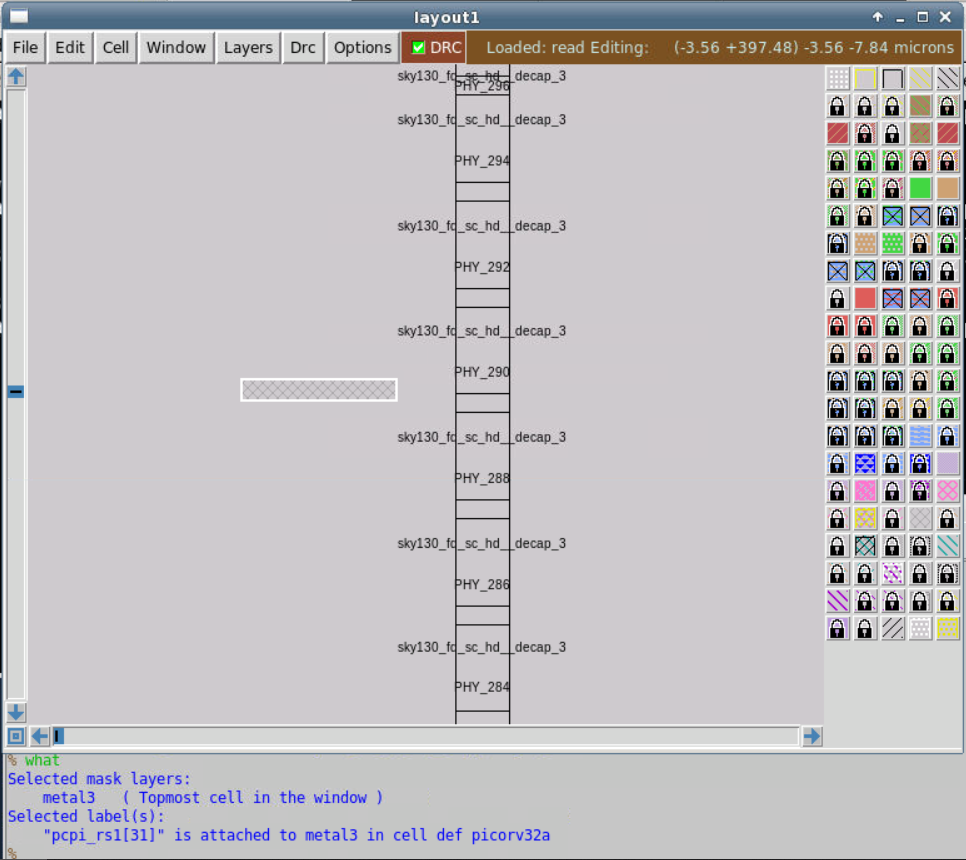 layout1
File Edit Cell Window Layers Drc Options DRC Loaded: read Editing: (-3.56 +397.48) -3.56 -7.84 microns
sky130_fd_sc_hd__decap_3
PHY_296
sky130_fd_sc_hd__decap_3
PHY_294
sky130_fd_sc_hd__decap_3
PHY_292
sky130_fd_sc_hd__decap_3
PHY_290
sky130_fd_sc_hd__decap_3
PHY_288
sky130_fd_sc_hd__decap_3
PHY_286
sky130_fd_sc_hd__decap_3
PHY_284
% what
Selected mask layers:
metal3 ( Topmost cell in the window )
Selected label(s):
"pcpi_rs1[31]" is attached to metal3 in cell def picorv32a
%